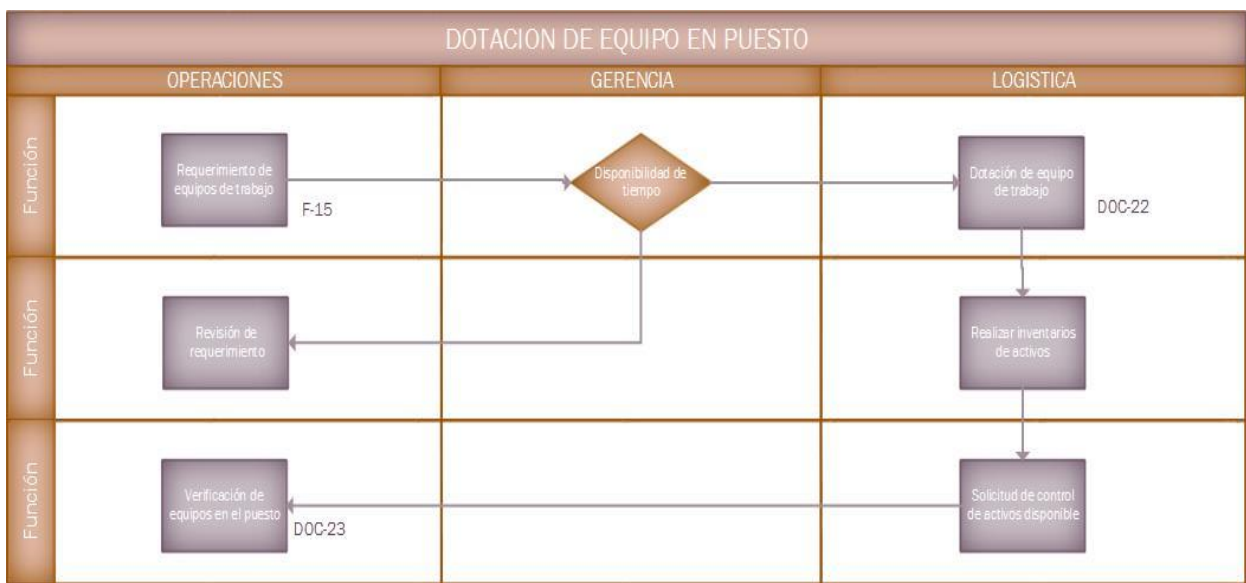 DOTACION DE EQUIPO EN PUESTO
OPERACIONES
GERENCIA
LOGISTICA
Función
Requerimiento de
equipos de trabajo
F-15
Disponibilidad de
tiempo
Dotación de equipo
de trabajo
DOC-22
Función
Revisión de
requerimiento
Realizar inventarios
de activos
Función
Verificación de
equipos en el puesto
DOC-23
Solicitud de control
de activos disponible